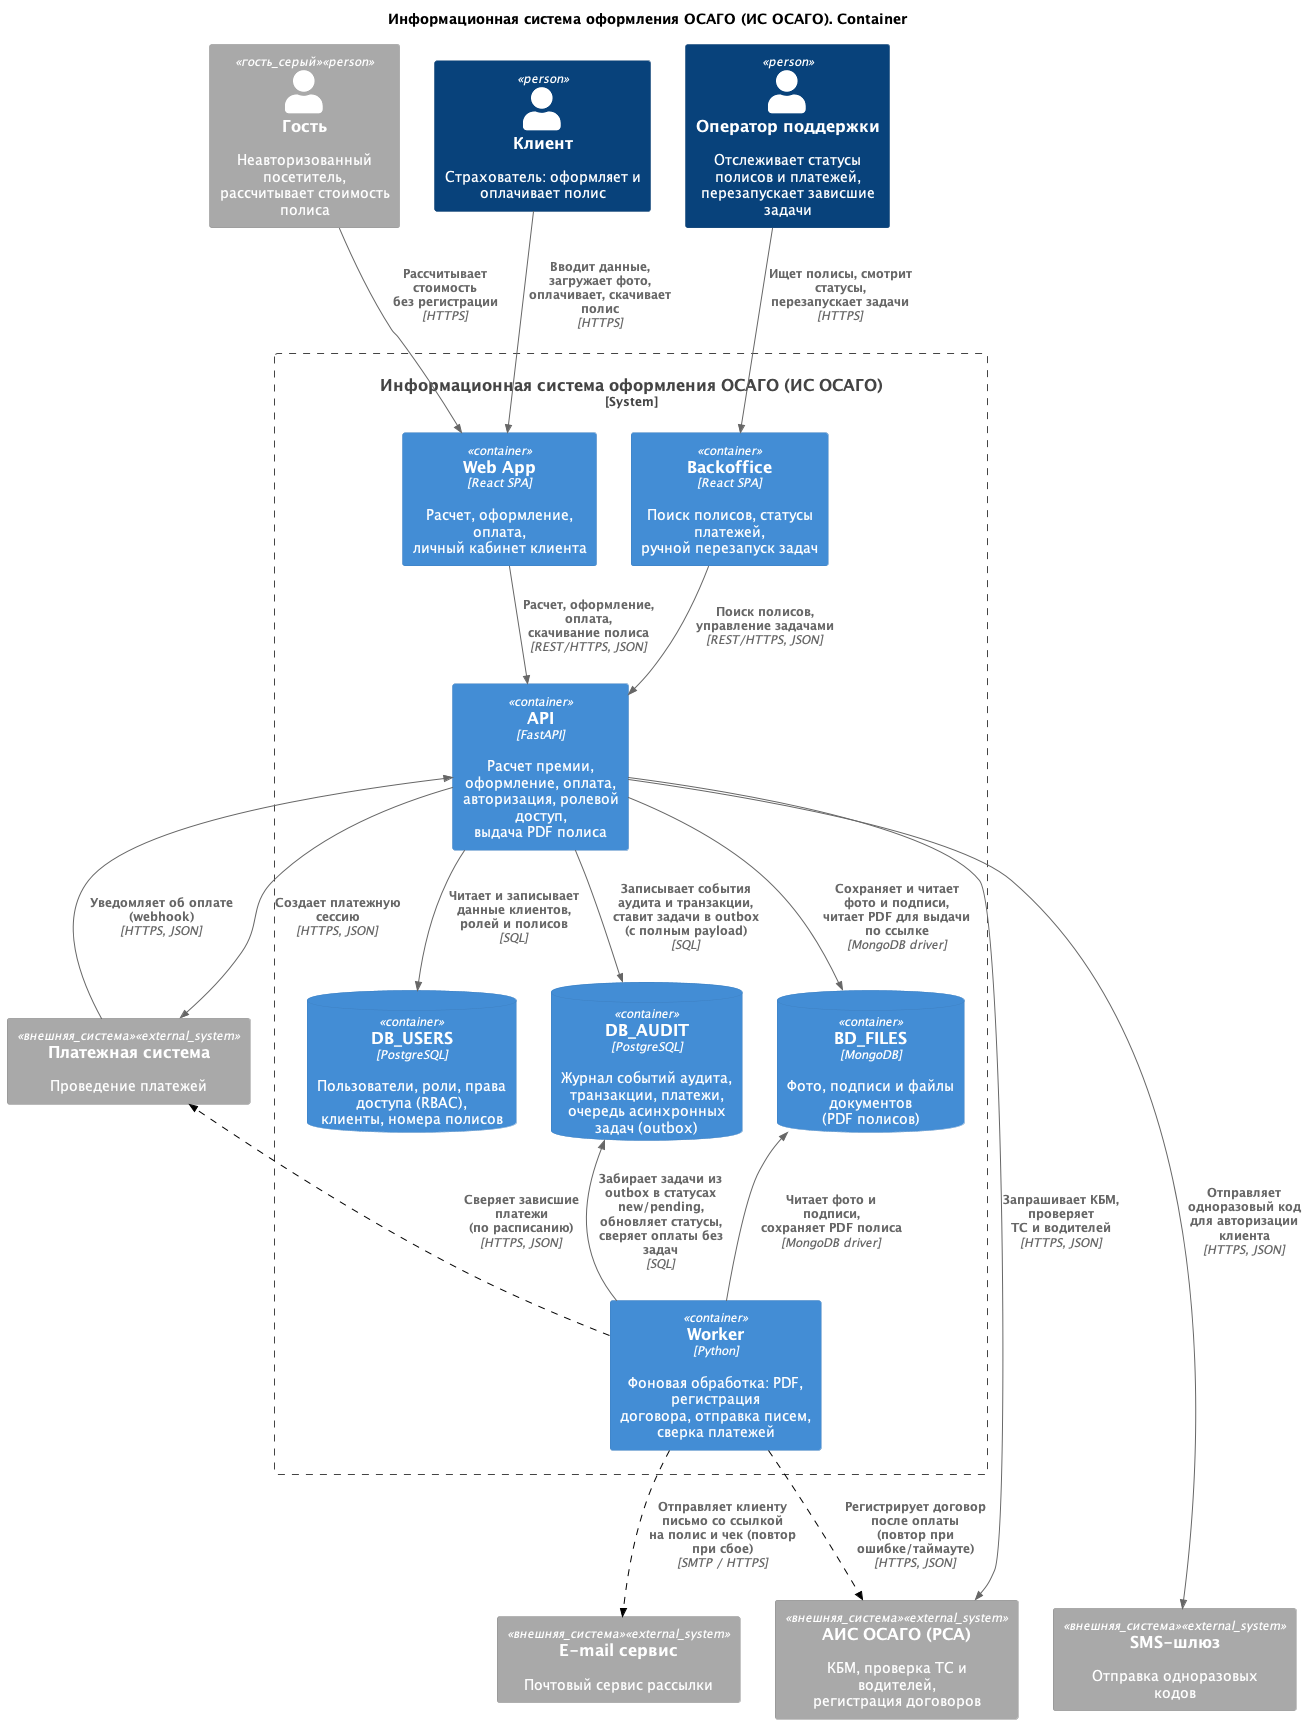 Информационная система оформления ОСАГО (ИС ОСАГО). Container
«гость_серый»«person»
Гость
Неавторизованный
посетитель,
рассчитывает стоимость
полиса
«person»
Клиент
Страхователь: оформляет и
оплачивает полис
«person»
Оператор поддержки
Отслеживает статусы
полисов и платежей,
перезапускает зависшие
задачи
Рассчитывает
стоимость
без регистрации
[HTTPS]
Вводит данные,
загружает фото,
оплачивает, скачивает
полис
[HTTPS]
Ищет полисы, смотрит
статусы,
перезапускает задачи
[HTTPS]
Информационная система оформления ОСАГО (ИС ОСАГО)
[System]
«container»
Web App
[React SPA]
Расчет, оформление,
оплата,
личный кабинет клиента
«container»
Backoffice
[React SPA]
Поиск полисов, статусы
платежей,
ручной перезапуск задач
Расчет, оформление,
оплата,
скачивание полиса
[REST/HTTPS, JSON]
Поиск полисов,
управление задачами
[REST/HTTPS, JSON]
«container»
API
[FastAPI]
Расчет премии,
оформление, оплата,
авторизация, ролевой
доступ,
выдача PDF полиса
Уведомляет об оплате
(webhook)
[HTTPS, JSON]
Создает платежную
сессию
[HTTPS, JSON]
Читает и записывает
данные клиентов,
ролей и полисов
[SQL]
Записывает события
аудита и транзакции,
ставит задачи в outbox
(с полным payload)
[SQL]
Сохраняет и читает
фото и подписи,
читает PDF для выдачи
по ссылке
[MongoDB driver]
«внешняя_система»«external_system»
Платежная система
Проведение платежей
«container»
DB_USERS
[PostgreSQL]
Пользователи, роли, права
доступа (RBAC),
клиенты, номера полисов
«container»
DB_AUDIT
[PostgreSQL]
Журнал событий аудита,
транзакции, платежи,
очередь асинхронных
задач (outbox)
«container»
BD_FILES
[MongoDB]
Фото, подписи и файлы
документов
(PDF полисов)
Сверяет зависшие
платежи
(по расписанию)
[HTTPS, JSON]
Забирает задачи из
outbox в статусах
new/pending,
обновляет статусы,
сверяет оплаты без
задач
[SQL]
Читает фото и
подписи,
сохраняет PDF полиса
[MongoDB driver]
Запрашивает КБМ,
проверяет
ТС и водителей
[HTTPS, JSON]
Отправляет
одноразовый код
для авторизации
клиента
[HTTPS, JSON]
«container»
Worker
[Python]
Фоновая обработка: PDF,
регистрация
договора, отправка писем,
сверка платежей
Отправляет клиенту
письмо со ссылкой
на полис и чек (повтор
при сбое)
[SMTP / HTTPS]
Регистрирует договор
после оплаты
(повтор при
ошибке/таймауте)
[HTTPS, JSON]
«внешняя_система»«external_system»
E-mail сервис
Почтовый сервис рассылки
«внешняя_система»«external_system»
АИС ОСАГО (РСА)
КБМ, проверка ТС и
водителей,
регистрация договоров
«внешняя_система»«external_system»
SMS-шлюз
Отправка одноразовых
кодов